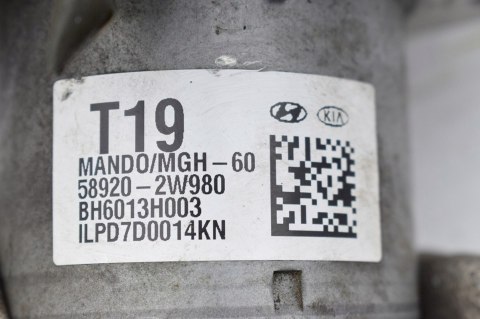 T19
KIA
MANDO/MGH-60
58920-2W980
BH6013H003
ILPD7D0014KN